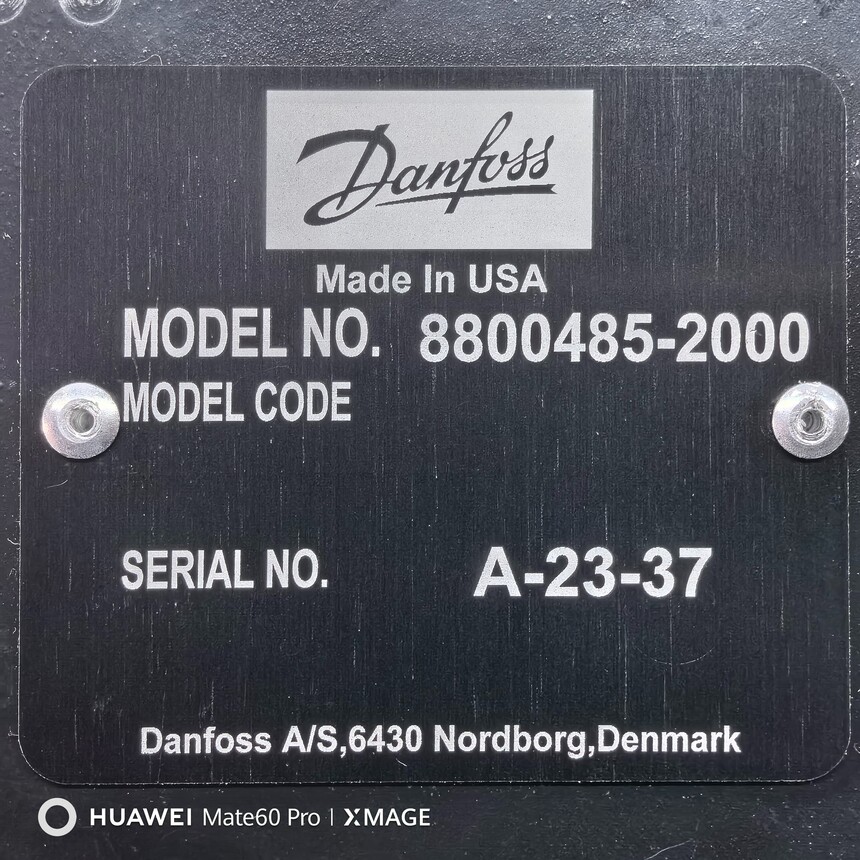 Danfoss
Made In USA
MODEL NO. 8800485-2000
MODEL CODE
SERIAL NO. A-23-37
Danfoss A/S,6430 Nordborg,Denmark
HUAWEI Mate60 Pro | XMAGE